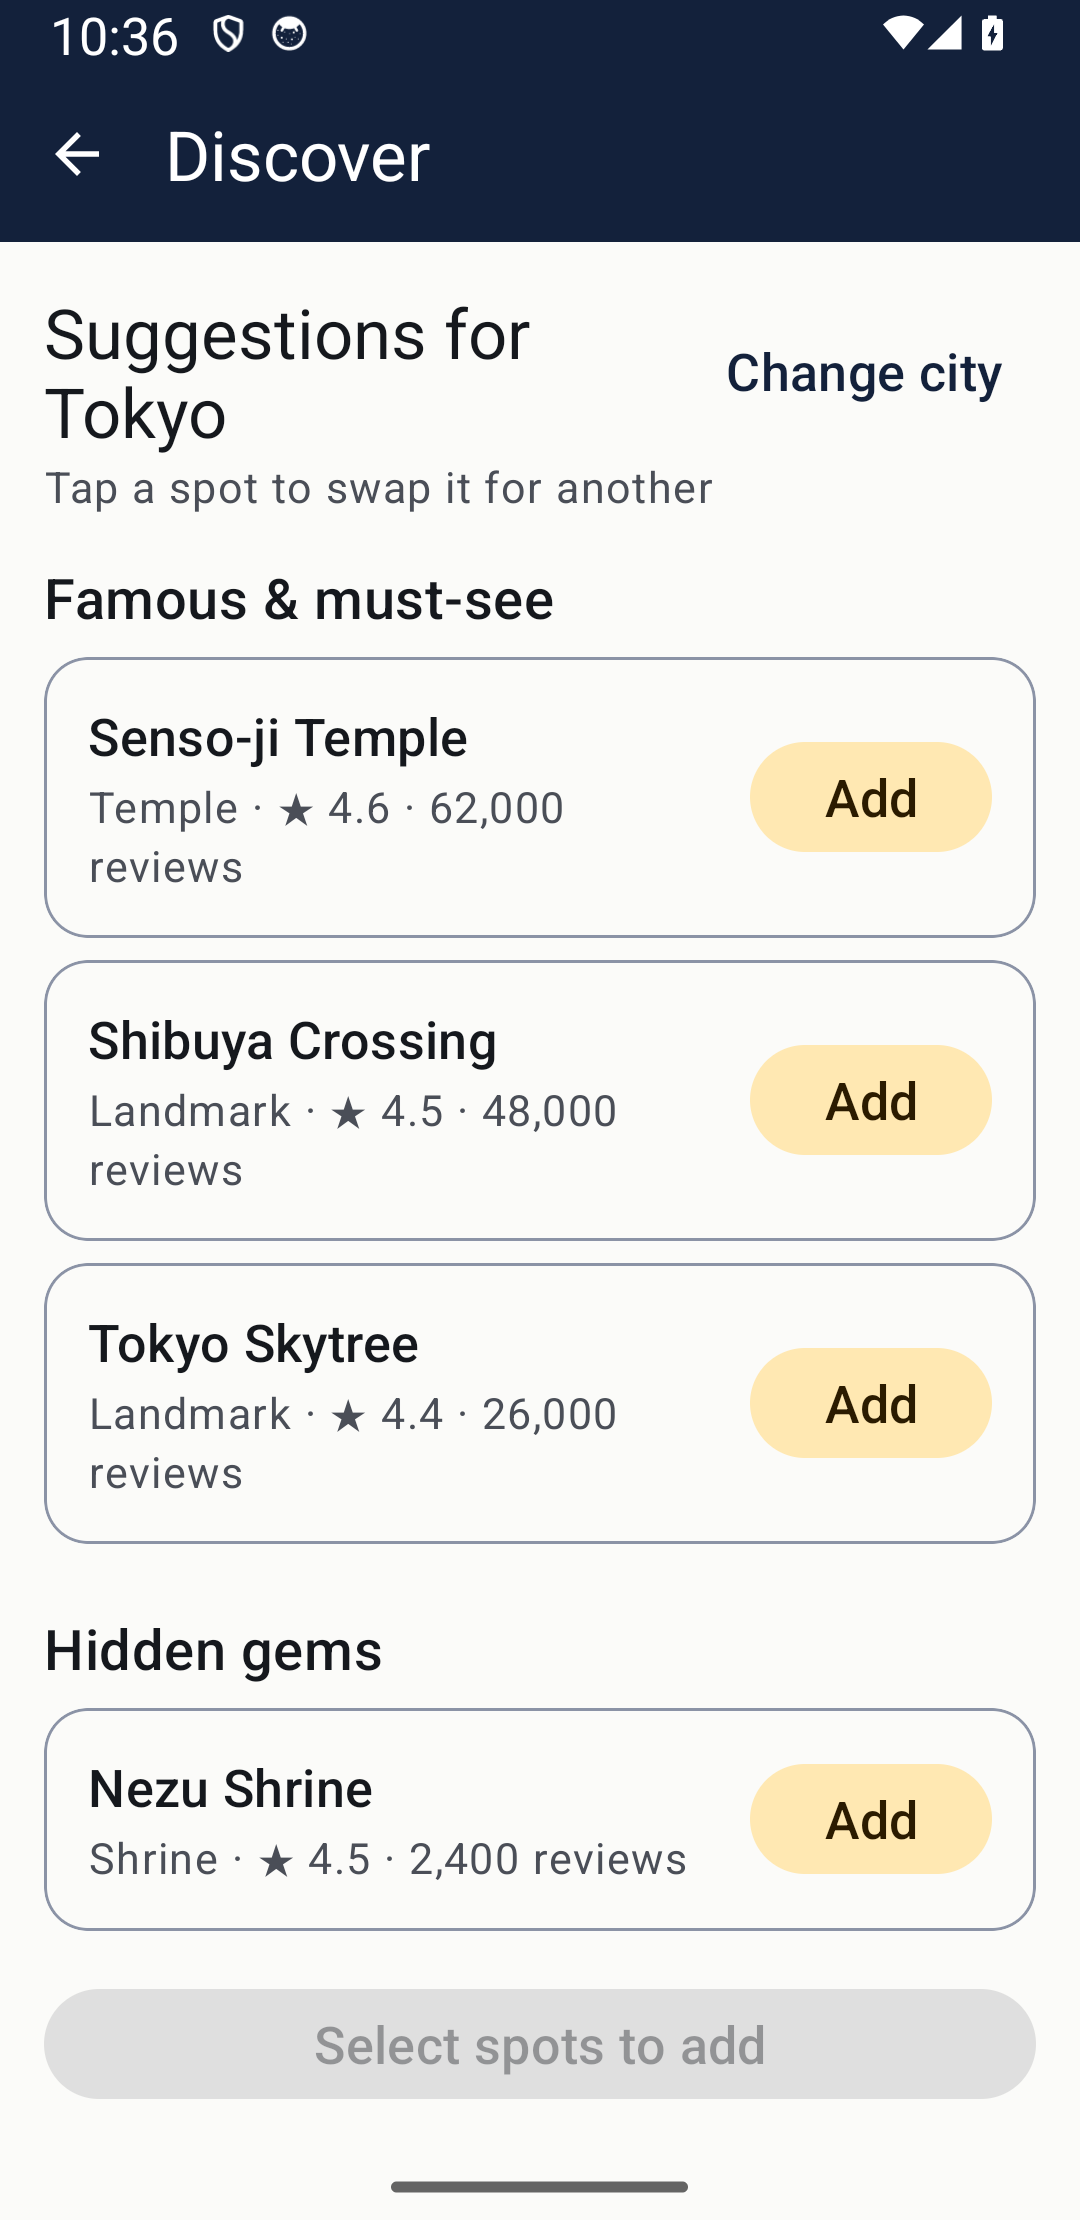 10:36
Discover
Suggestions for
Tokyo
Change city
Tap a spot to swap it for another
Famous & must-see
Senso-ji Temple
Temple · ★ 4.6 · 62,000
reviews
Add
Shibuya Crossing
Landmark · ★ 4.5 · 48,000
reviews
Add
Tokyo Skytree
Landmark · ★ 4.4 · 26,000
reviews
Add
Hidden gems
Nezu Shrine
Shrine · ★ 4.5 · 2,400 reviews
Add
Select spots to add